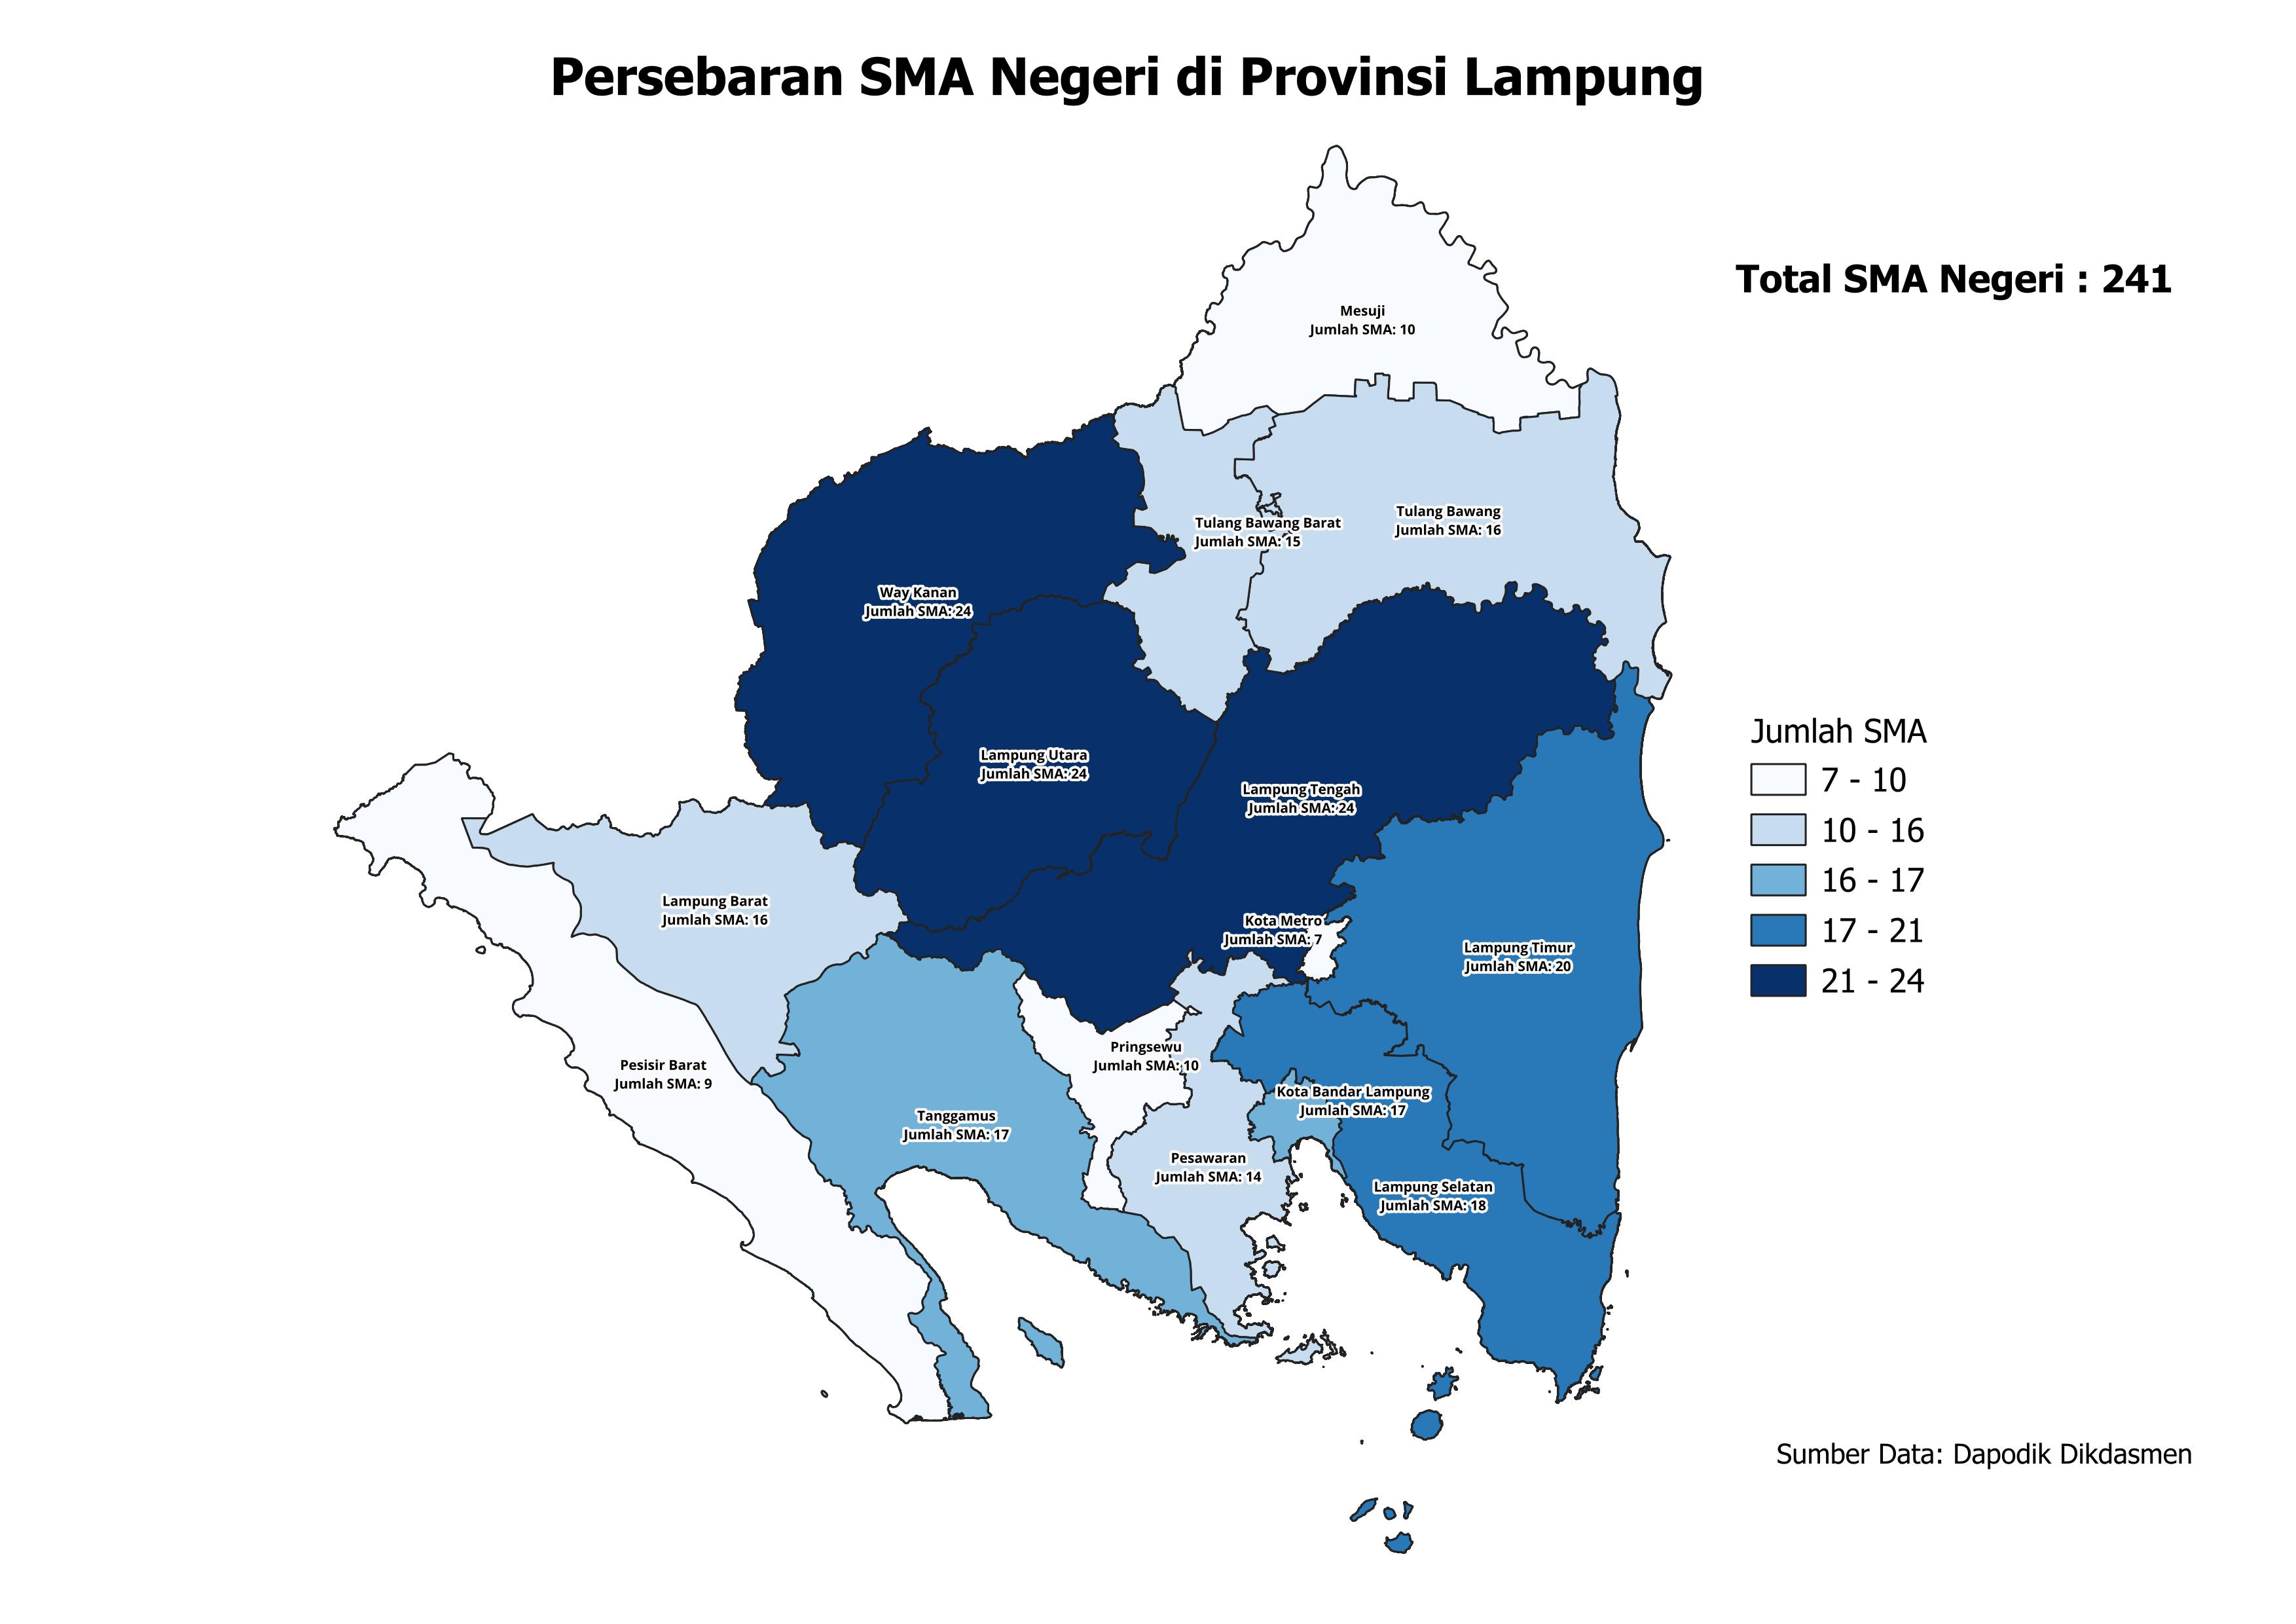 Persebaran SMA Negeri di Provinsi Lampung
Total SMA Negeri : 241
Mesuji
Jumlah SMA: 10
Tulang Bawang Barat
Jumlah SMA: 15
Tulang Bawang
Jumlah SMA: 16
Way Kanan
Jumlah SMA: 24
Lampung Utara
Jumlah SMA: 24
Lampung Tengah
Jumlah SMA: 24
Lampung Barat
Jumlah SMA: 16
Kota Metro
Jumlah SMA: 7
Lampung Timur
Jumlah SMA: 20
Pesisir Barat
Jumlah SMA: 9
Pringsewu
Jumlah SMA: 10
Tanggamus
Jumlah SMA: 17
Kota Bandar Lampung
Jumlah SMA: 17
Pesawaran
Jumlah SMA: 14
Lampung Selatan
Jumlah SMA: 18
Jumlah SMA
7 - 10
10 - 16
16 - 17
17 - 21
21 - 24
Sumber Data: Dapodik Dikdasmen